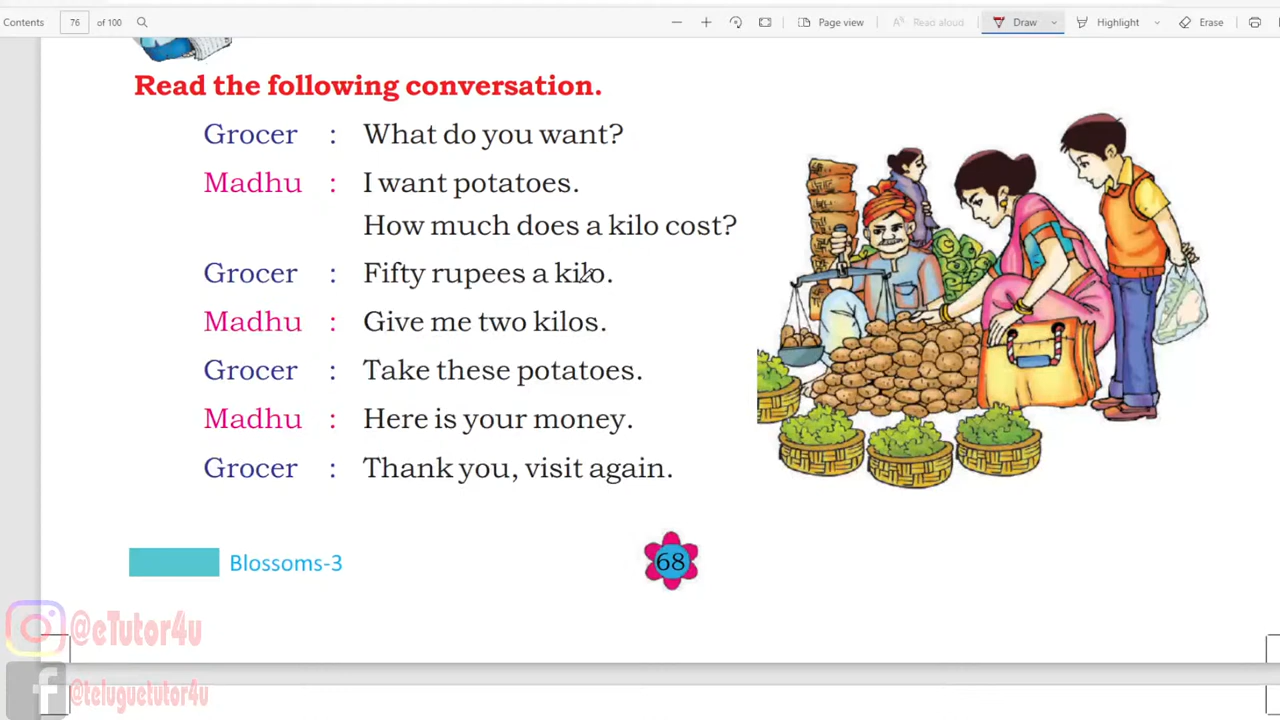 Contents 76 of 100 Page view Read aloud Draw Highlight Erase
Read the following conversation.
Grocer : What do you want?
Madhu : I want potatoes.
How much does a kilo cost?
Grocer : Fifty rupees a kilo.
Madhu : Give me two kilos.
Grocer : Take these potatoes.
Madhu : Here is your money.
Grocer : Thank you, visit again.
Blossoms-3 68
@eTutor4u
f @telugutetutor4u